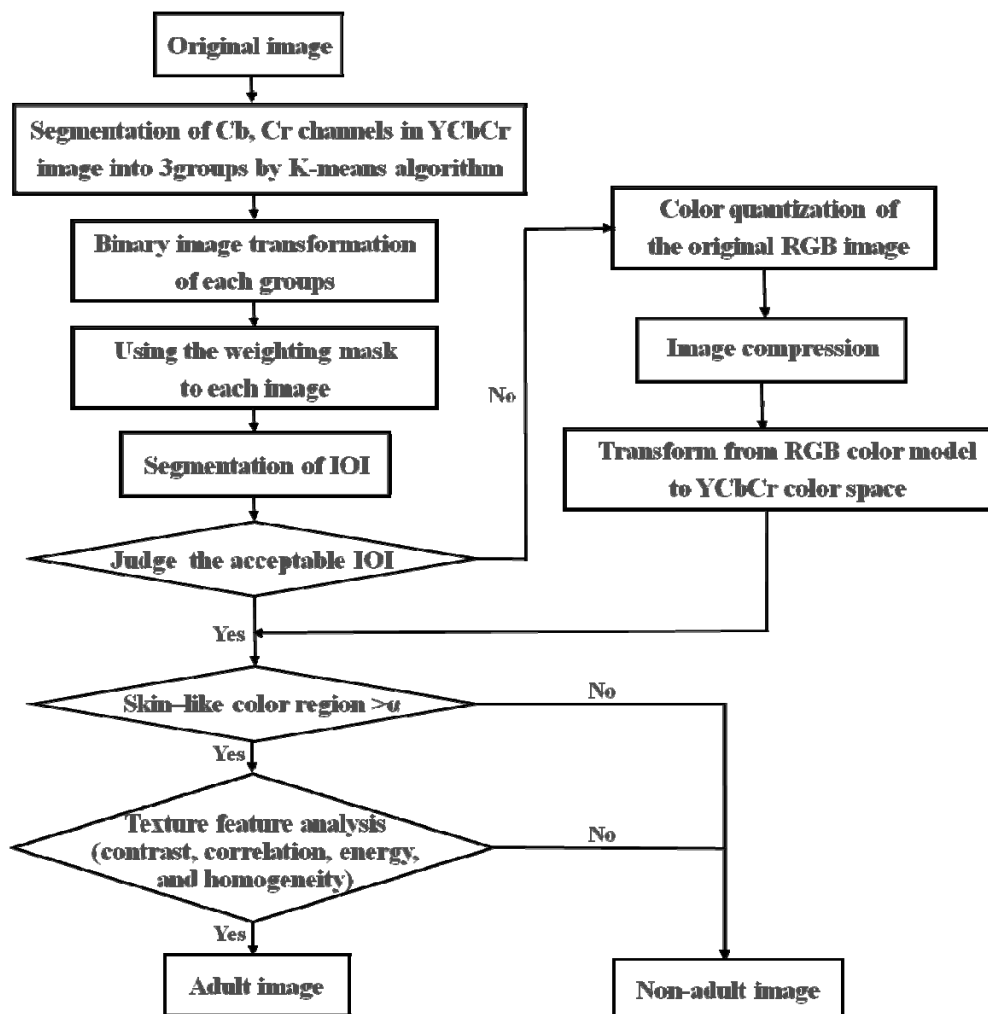 Original image
Segmentation of Cb, Cr channels in YCbCr
image into 3groups by K-means algorithm
Binary image transformation
of each groups
Using the weighting mask
to each image
Segmentation of IOI
Judge the acceptable IOI
No
Color quantization of
the original RGB image
Image compression
Transform from RGB color model
to YCbCr color space
Yes
Skin–like color region >α
No
Yes
Texture feature analysis
(contrast, correlation, energy,
and homogeneity)
No
Yes
Adult image
Non-adult image